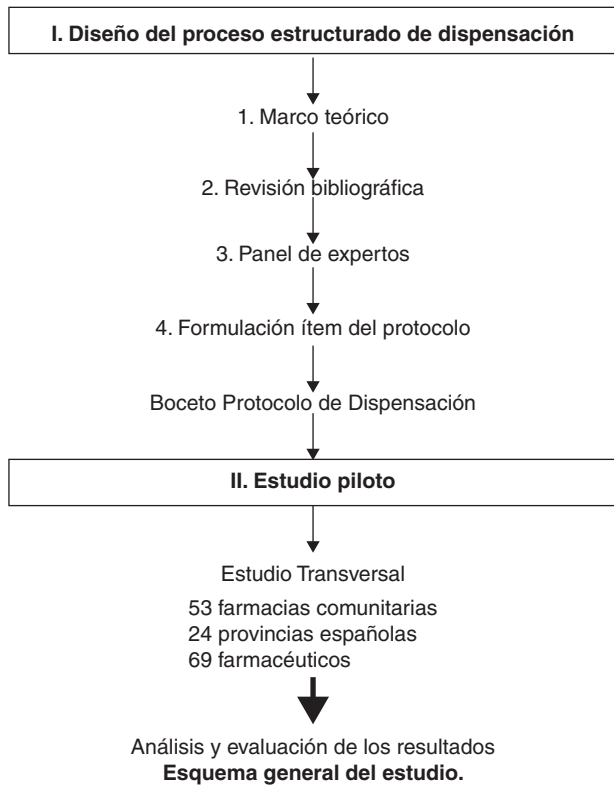 I. Diseño del proceso estructurado de dispensación
1. Marco teórico
2. Revisión bibliográfica
3. Panel de expertos
4. Formulación ítem del protocolo
Boceto Protocolo de Dispensación
II. Estudio piloto
Estudio Transversal
53 farmacias comunitarias
24 provincias españolas
69 farmacéuticos
Análisis y evaluación de los resultados
Esquema general del estudio.